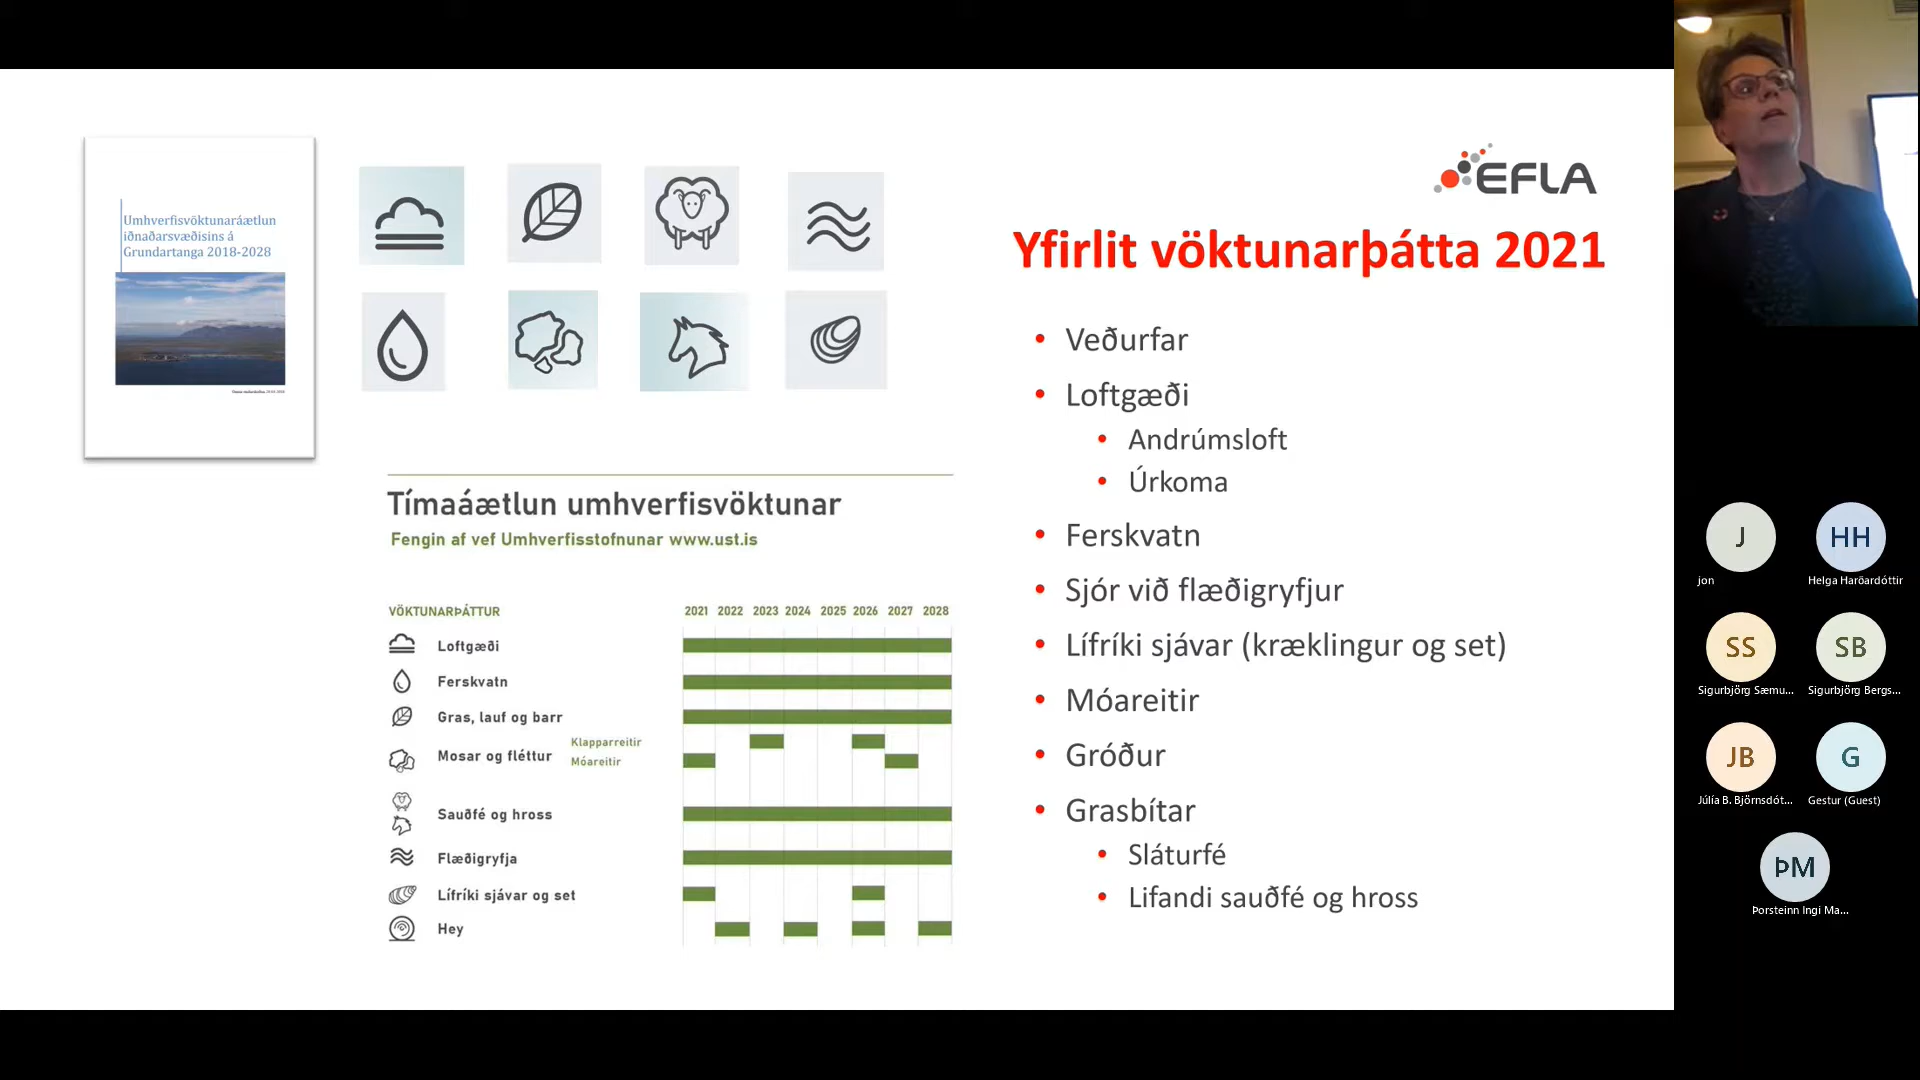 Umhverfisvöktunaráætlun
iðnaðarsvæðisins á
Grundartanga 2018-2028
EFLA
Yfirlit vöktunarþátta 2021
• Veðurfar
• Loftgæði
• Andrúmsloft
• Úrkoma
• Ferskvatn
• Sjór við flæðigryfjur
• Lífríki sjávar (kræklingur og set)
• Móareitir
• Gróður
• Grasbítar
• Sláturfé
• Lifandi sauðfé og hross
Tímaáætlun umhverfisvöktunar
Fengin af vef Umhverfisstofnunar www.ust.is
VÖKTUNARÞÁTTUR 2021 2022 2023 2024 2025 2026 2027 2028
Loftgæði
Ferskvatn
Gras, lauf og barr
Mosar og fléttur
Klapparreitir
Móareitir
Sauðfé og hross
Flæðigryfja
Lífríki sjávar og set
Hey
J HH
jon Helga Harðardóttir
SS SB
Sigurbjörg Sæmu... Sigurbjörg Bergs...
JB G
Júlía B. Björnsdót... Gestur (Guest)
ÞM
Þorsteinn Ingi Ma...